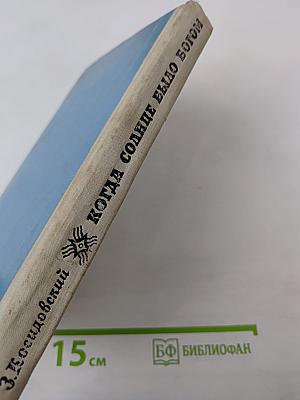 З. Косидовский КОГДА СОЛНЦЕ БЫЛО БОГОМ
15 см
БФ БИБЛИОФАН